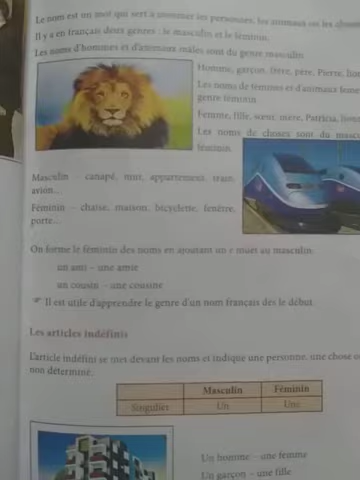 Le nom est un mot qui sert à nommer les personnes, les animaux ou les choses
Il y a en français deux genres : le masculin et le féminin.
Les noms d'hommes et d'animaux mâles sont du genre masculin:
Homme, garçon, frère, père, Pierre,
Les noms de femmes et d'animaux
genre féminin.
Femme, fille, sœur, mère, Patricia,
Les noms de choses sont du
féminin.
Masculin – canapé, mur, appartement, train,
avion...
Féminin – chaise, maison, bicyclette, fenêtre,
porte...
On forme le féminin des noms en ajoutant un e muet au masculin:
un ami – une amie
un cousin – une cousine
☞ Il est utile d'apprendre le genre d'un nom français dès le début.
Les articles indéfinis
L'article indéfini se met devant les noms et indique une personne, une chose
non déterminé:
Masculin Féminin
Singulier Un Une
Un homme – une femme
Un garçon – une fille